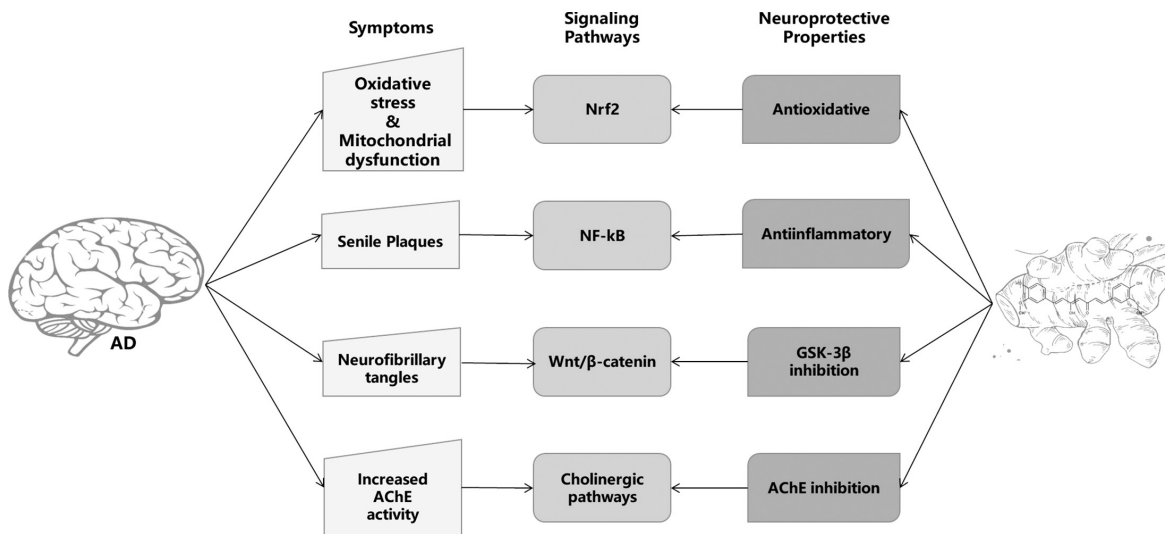 Symptoms
Signaling
Pathways
Neuroprotective
Properties
Oxidative
stress
&
Mitochondrial
dysfunction
Nrf2
Antioxidative
Senile Plaques
NF-kB
Antiinflammatory
AD
Neurofibrillary
tangles
Wnt/β-catenin
GSK-3β
inhibition
Increased
AChE
activity
Cholinergic
pathways
AChE inhibition